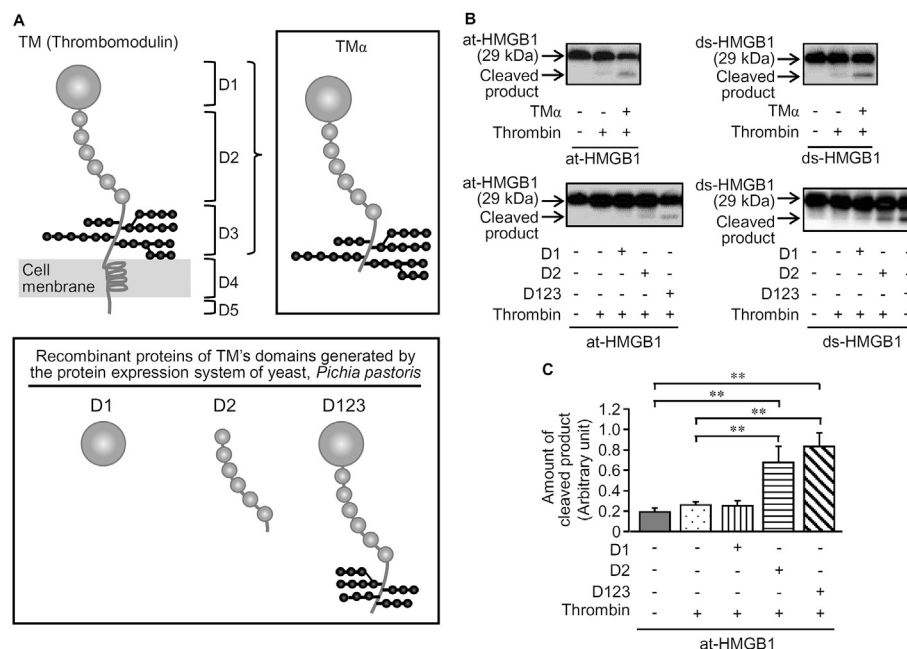 A
TM (Thrombomodulin)
D1
D2
D3
D4
D5
Cell
menbrane
TMα
Recombinant proteins of TM's domains generated by
the protein expression system of yeast, Pichia pastoris
D1 D2 D123
B
at-HMGB1
(29 kDa)
Cleaved
product
TMα - - +
Thrombin - + +
at-HMGB1
ds-HMGB1
(29 kDa)
Cleaved
product
TMα - - +
Thrombin - + +
ds-HMGB1
at-HMGB1
(29 kDa)
Cleaved
product
D1 - - + - -
D2 - - - + -
D123 - - - - +
Thrombin - + + + +
at-HMGB1
ds-HMGB1
(29 kDa)
Cleaved
product
D1 - - + -
D2 - - - +
D123 - - - -
Thrombin - + + +
ds-HMGB1
C
**
**
**
**
Amount of
cleaved product
(Arbitrary unit)
1.2
1.0
0.8
0.6
0.4
0.2
0
D1 - - + - -
D2 - - - + -
D123 - - - - +
Thrombin - + + + +
at-HMGB1